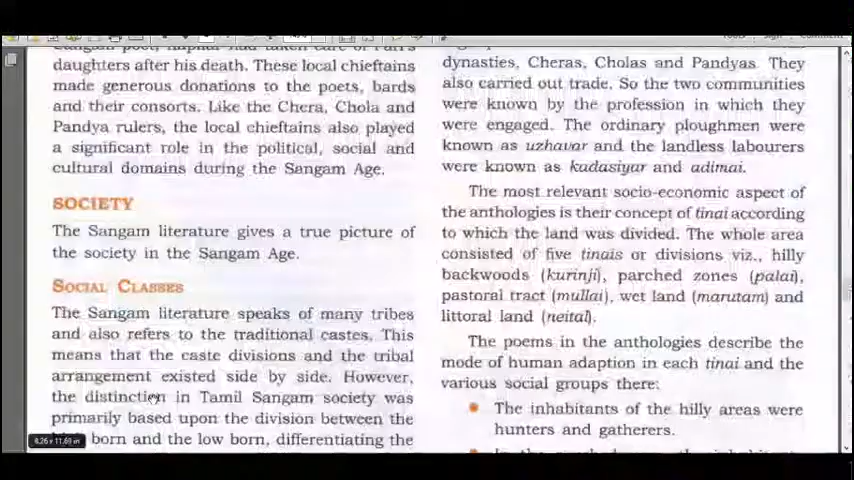 daughters after his death. These local chieftains
made generous donations to the poets, bards
and their consorts. Like the Chera, Chola and
Pandya rulers, the local chieftains also played
a significant role in the political, social and
cultural domains during the Sangam Age.
SOCIETY
The Sangam literature gives a true picture of
the society in the Sangam Age.
SOCIAL CLASSES
The Sangam literature speaks of many tribes
and also refers to the traditional castes. This
means that the caste divisions and the tribal
arrangement existed side by side. However,
the distinction in Tamil Sangam society was
primarily based upon the division between the
born and the low born, differentiating the
8.26 x 11.69 in
dynasties, Cheras, Cholas and Pandyas. They
also carried out trade. So the two communities
were known by the profession in which they
were engaged. The ordinary ploughmen were
known as uzhavar and the landless labourers
were known as kadasiyar and adimai.
The most relevant socio-economic aspect of
the anthologies is their concept of tinai according
to which the land was divided. The whole area
consisted of five tinais or divisions viz., hilly
backwoods (kurinji), parched zones (palai),
pastoral tract (mullai), wet land (marutam) and
littoral land (neital).
The poems in the anthologies describe the
mode of human adaption in each tinai and the
various social groups there:
• The inhabitants of the hilly areas were
hunters and gatherers.